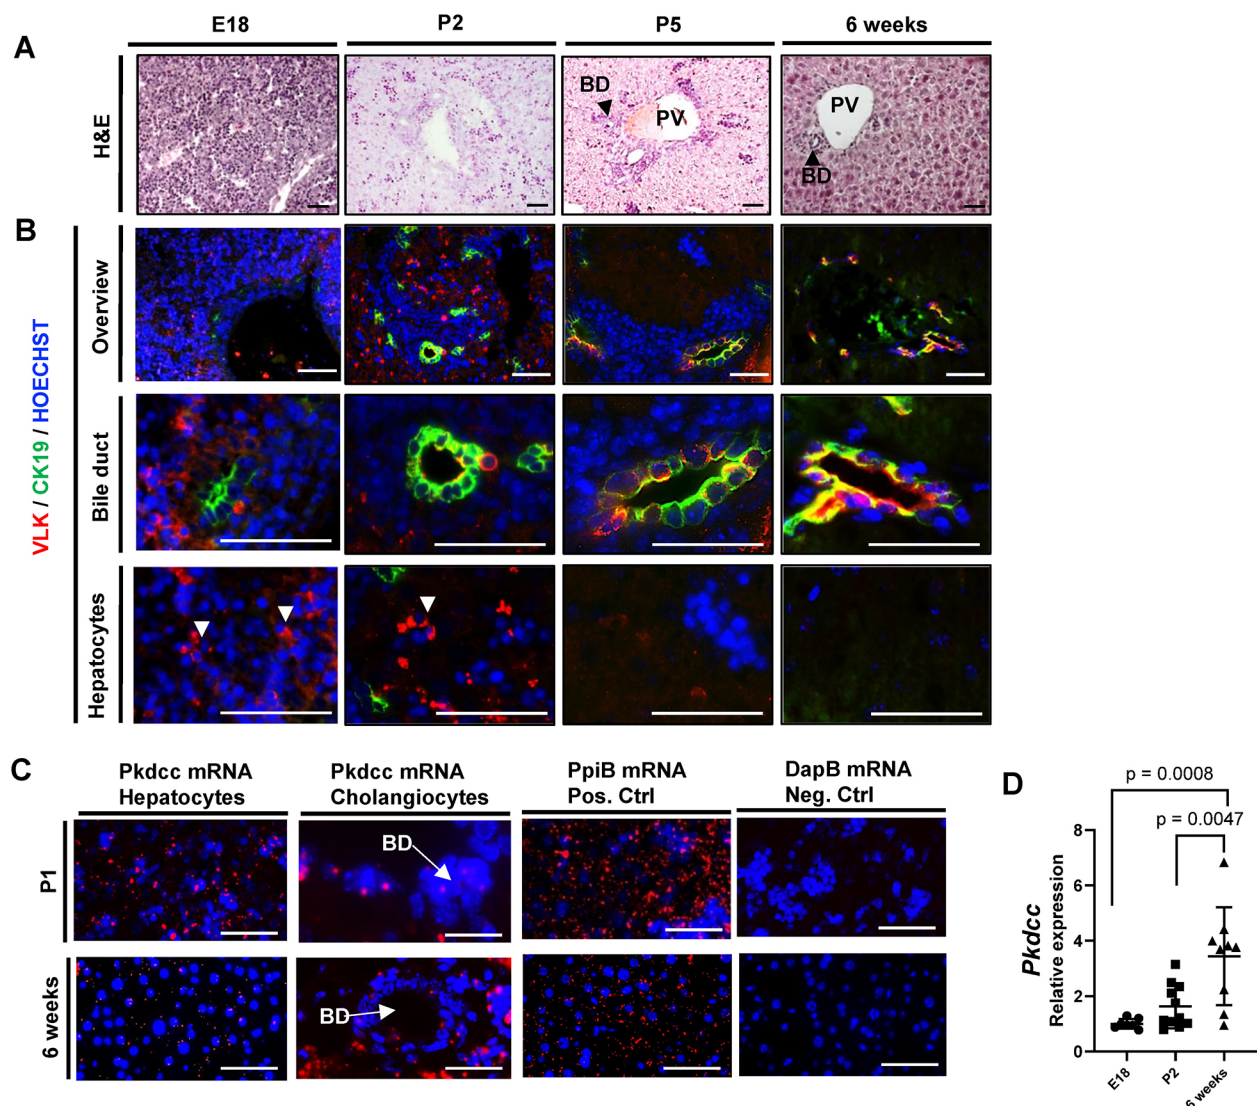 E18
P2
P5
6 weeks
A
H&E
BD
PV
PV
BD
B
VLK / CK19 / HOECHST
Overview
Bile duct
Hepatocytes
C
Pkdcc mRNA
Hepatocytes
Pkdcc mRNA
Cholangiocytes
PpiB mRNA
Pos. Ctrl
DapB mRNA
Neg. Ctrl
P1
BD
6 weeks
BD
D
p = 0.0008
p = 0.0047
Pkdcc
Relative expression
8
6
4
2
0
E18
P2
6 weeks